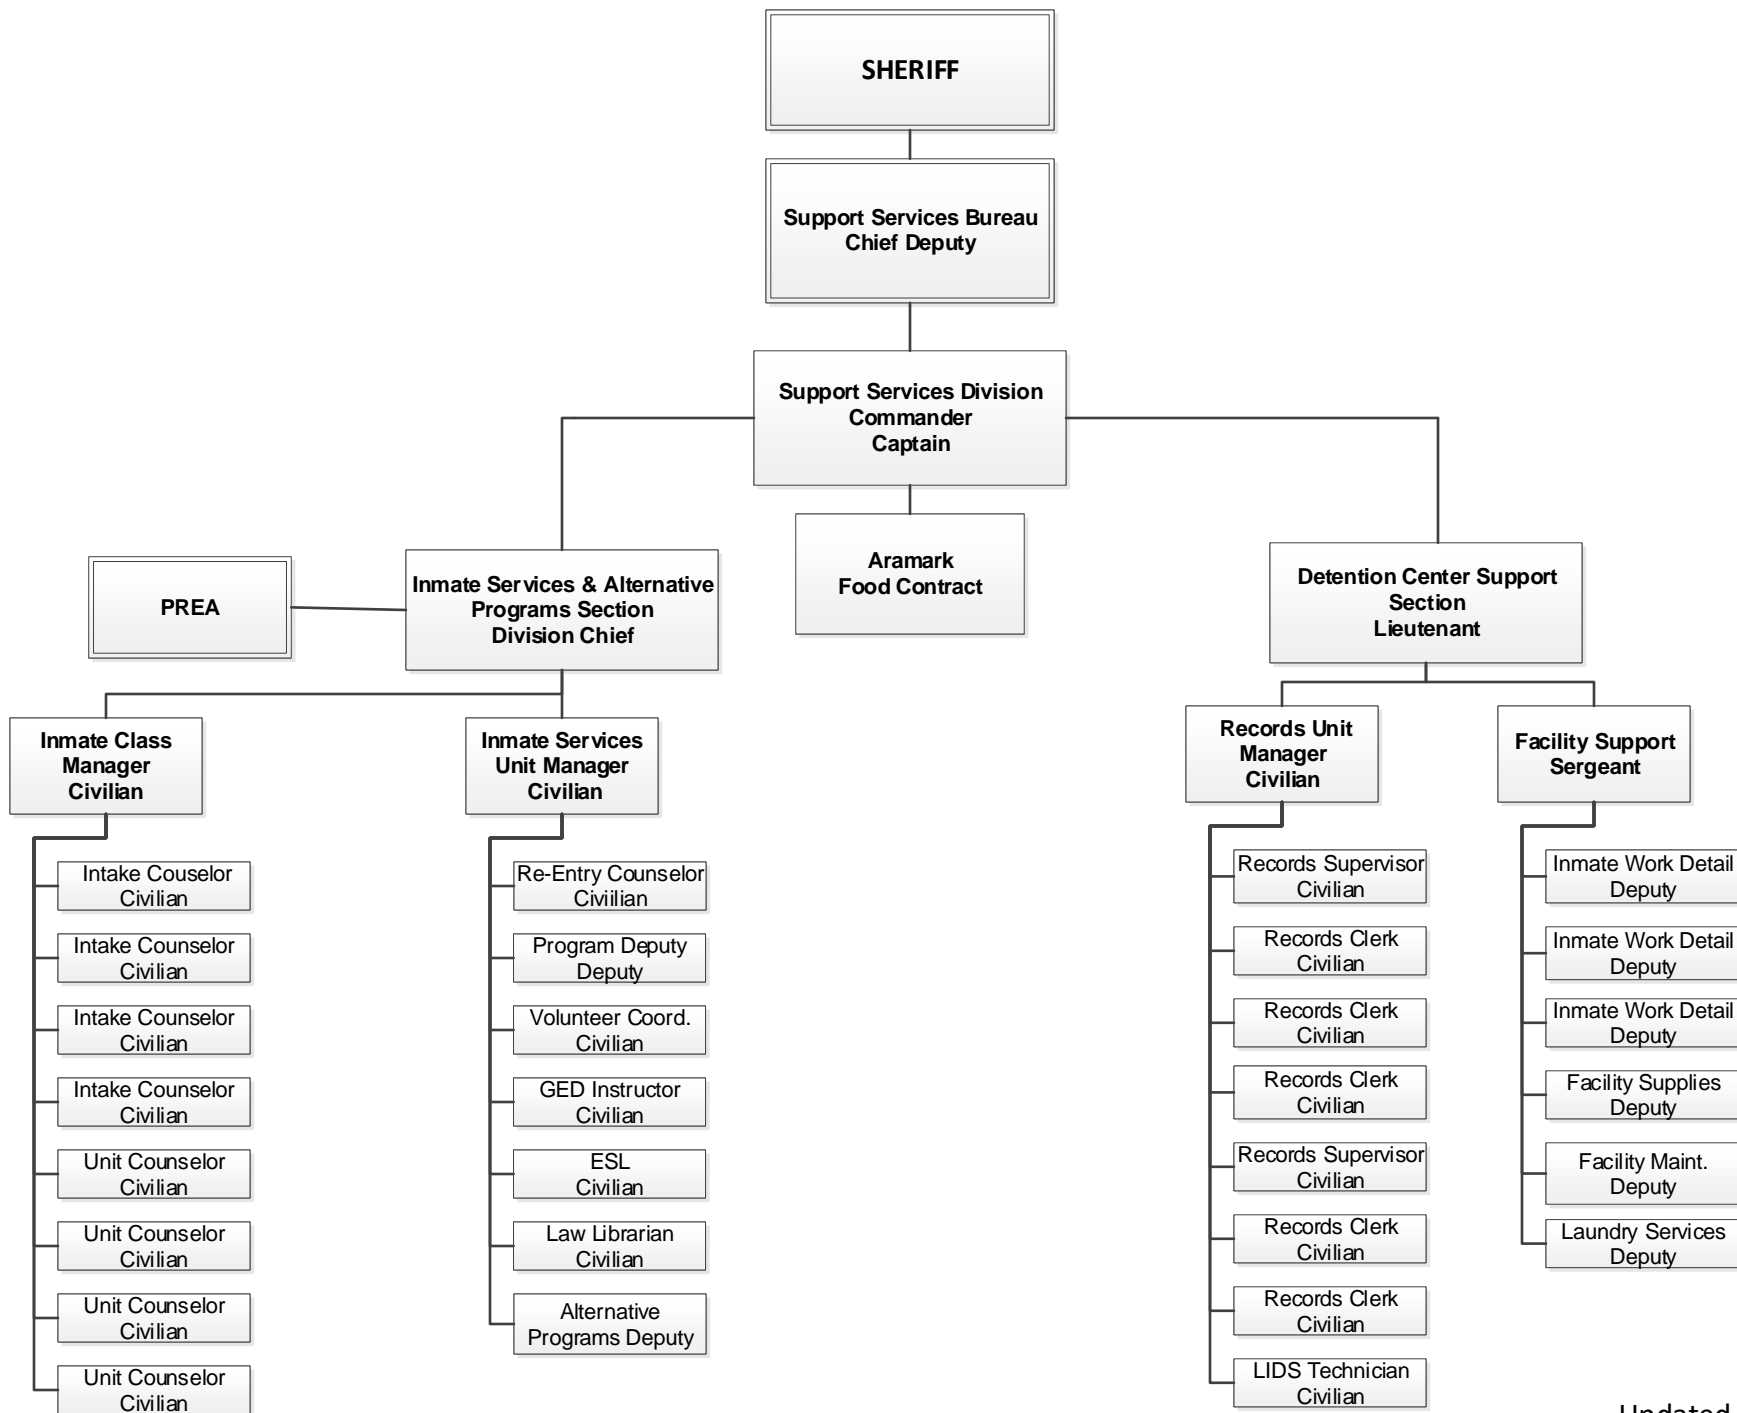 SHERIFF
Support Services Bureau
Chief Deputy
Support Services Division
Commander
Captain
Aramark
Food Contract
PREA
Inmate Services & Alternative
Programs Section
Division Chief
Detention Center Support
Section
Lieutenant
Inmate Class
Manager
Civilian
Intake Couselor
Civilian
Intake Counselor
Civilian
Intake Counselor
Civilian
Intake Counselor
Civilian
Unit Counselor
Civilian
Unit Counselor
Civilian
Unit Counselor
Civilian
Unit Counselor
Civilian
Inmate Services
Unit Manager
Civilian
Re-Entry Counselor
Civiilian
Program Deputy
Deputy
Volunteer Coord.
Civilian
GED Instructor
Civilian
ESL
Civilian
Law Librarian
Civilian
Alternative
Programs Deputy
Records Unit
Manager
Civilian
Records Supervisor
Civilian
Records Clerk
Civilian
Records Clerk
Civilian
Records Clerk
Civilian
Records Supervisor
Civilian
Records Clerk
Civilian
Records Clerk
Civilian
LIDS Technician
Civilian
Facility Support
Sergeant
Inmate Work Detail
Deputy
Inmate Work Detail
Deputy
Inmate Work Detail
Deputy
Facility Supplies
Deputy
Facility Maint.
Deputy
Laundry Services
Deputy
Updated